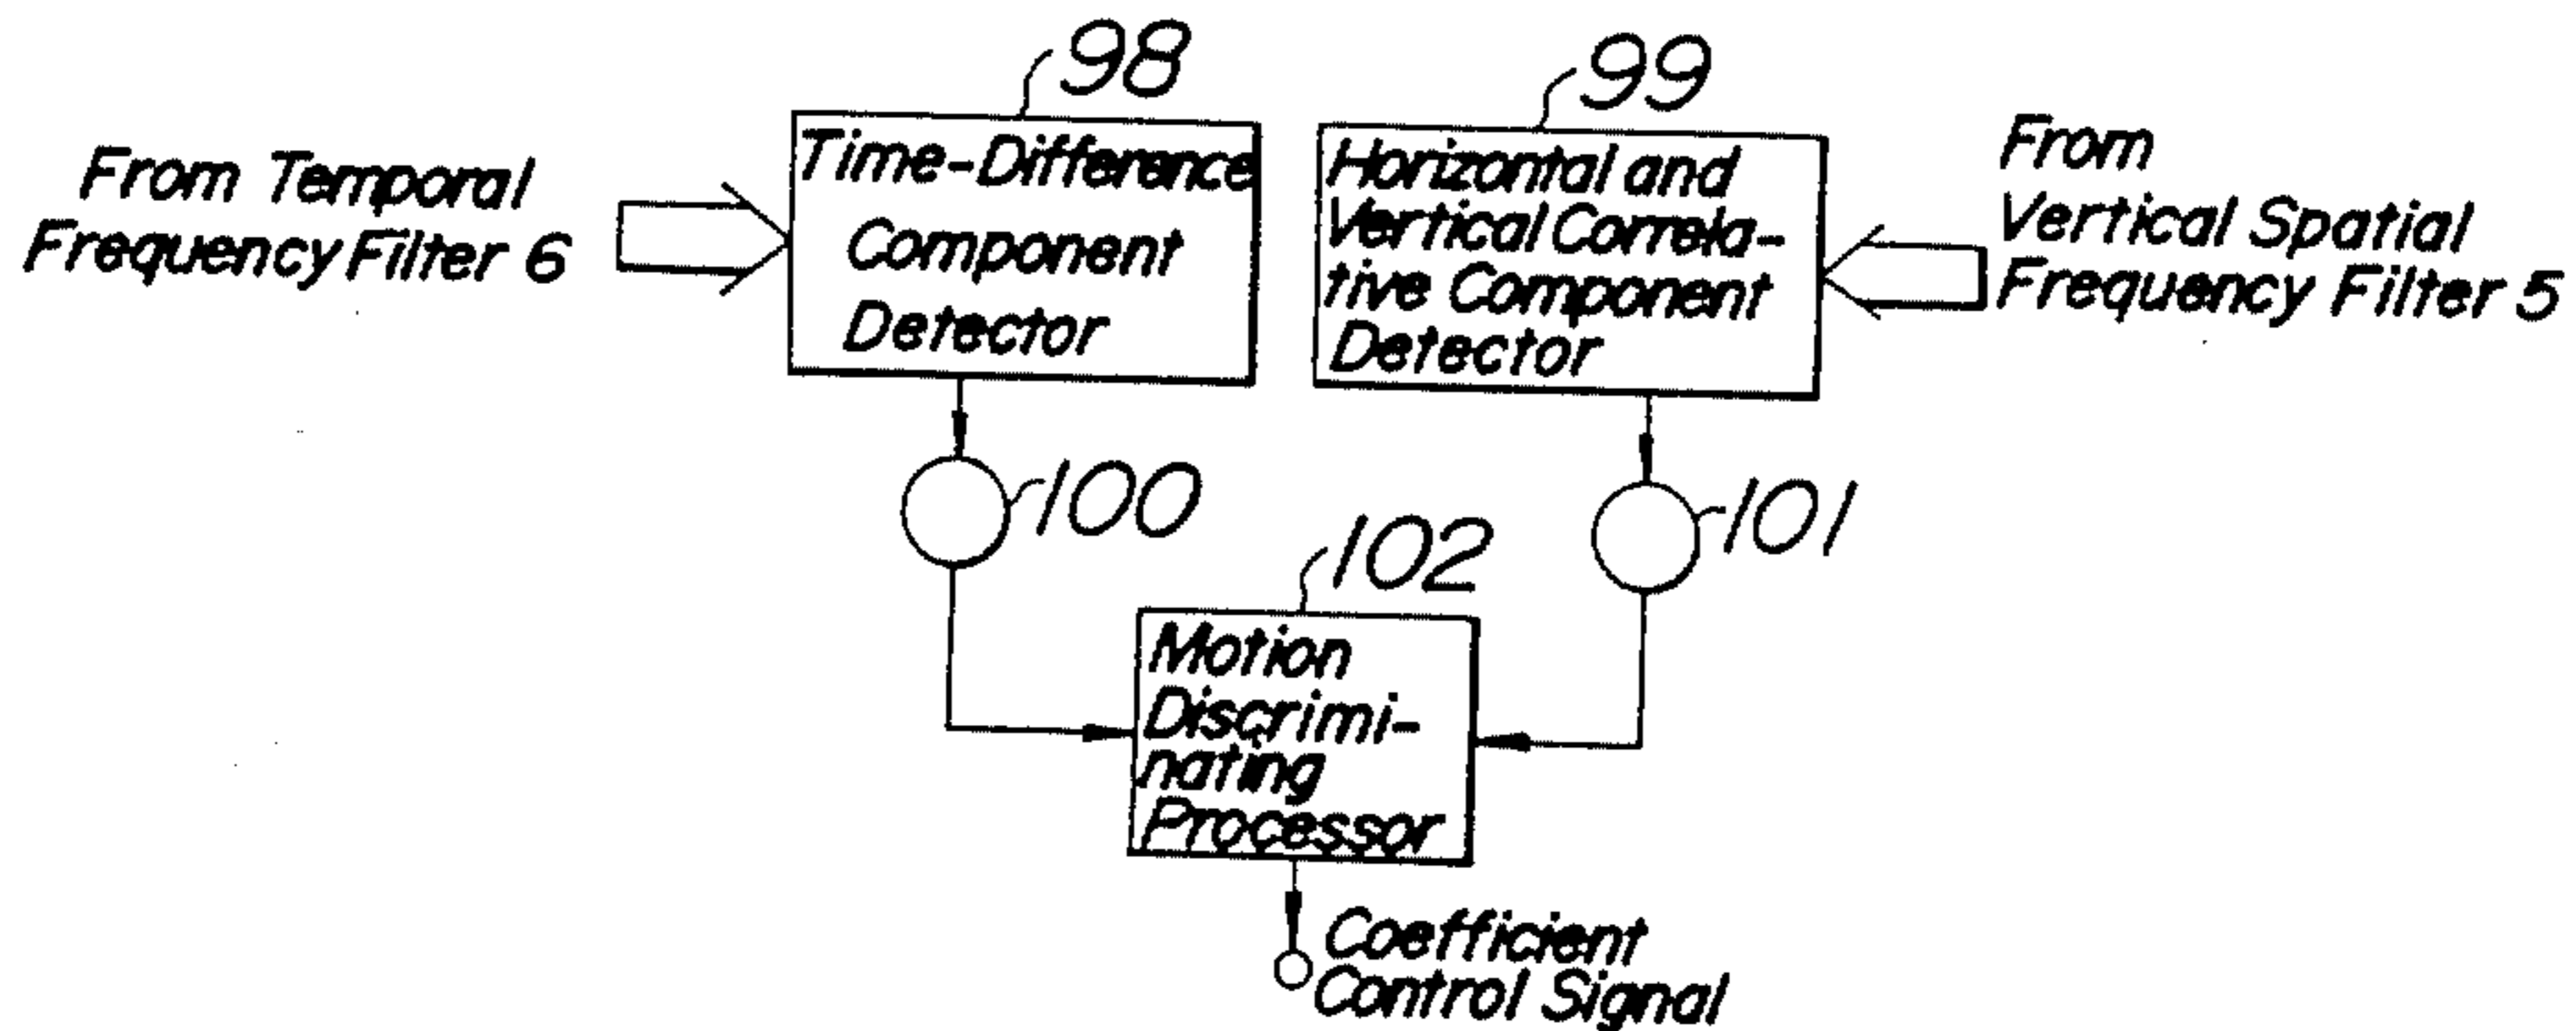 98
99
From Temporal
Frequency Filter 6
Time-Difference
Component
Detector
Horizontal and
Vertical Correla-
tive Component
Detector
From
Vertical Spatial
Frequency Filter 5
100
101
102
Motion
Discrimi-
nating
Processor
Coefficient
Control Signal